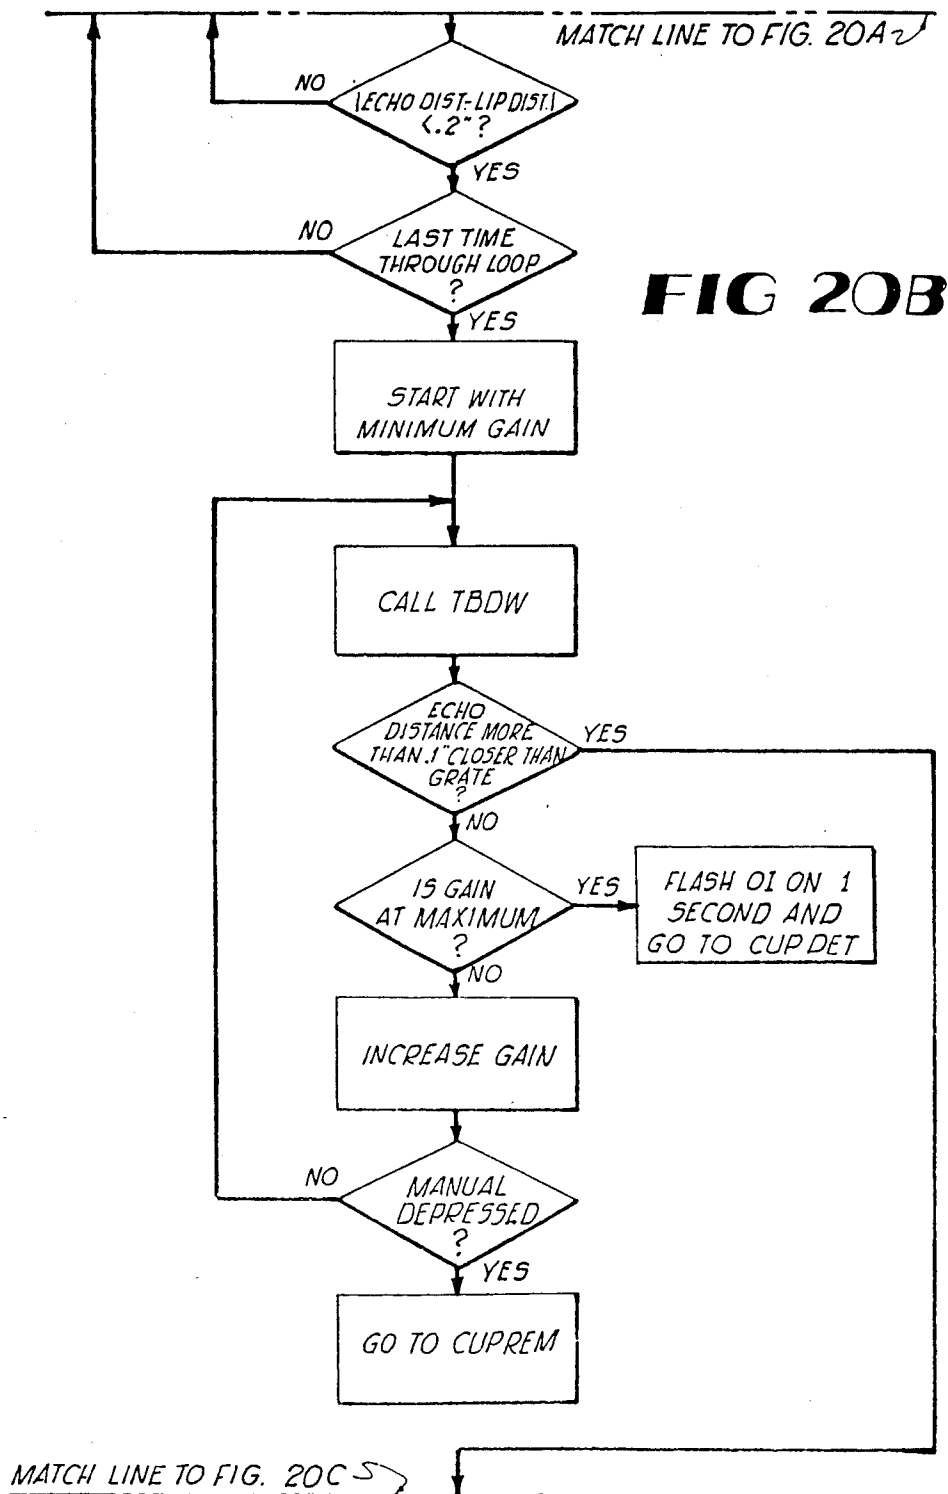 MATCH LINE TO FIG. 20A
NO
\ECHO DIST.-LIP DIST.\
<.2"?
YES
NO
LAST TIME
THROUGH LOOP
?
FIG 20B
YES
START WITH
MINIMUM GAIN
CALL TBDW
ECHO
DISTANCE MORE
THAN .1" CLOSER THAN
GRATE
?
YES
NO
IS GAIN
AT MAXIMUM
?
YES
FLASH OI ON 1
SECOND AND
GO TO CUPDET
NO
INCREASE GAIN
NO
MANUAL
DEPRESSED
?
YES
GO TO CUPREM
MATCH LINE TO FIG. 20C